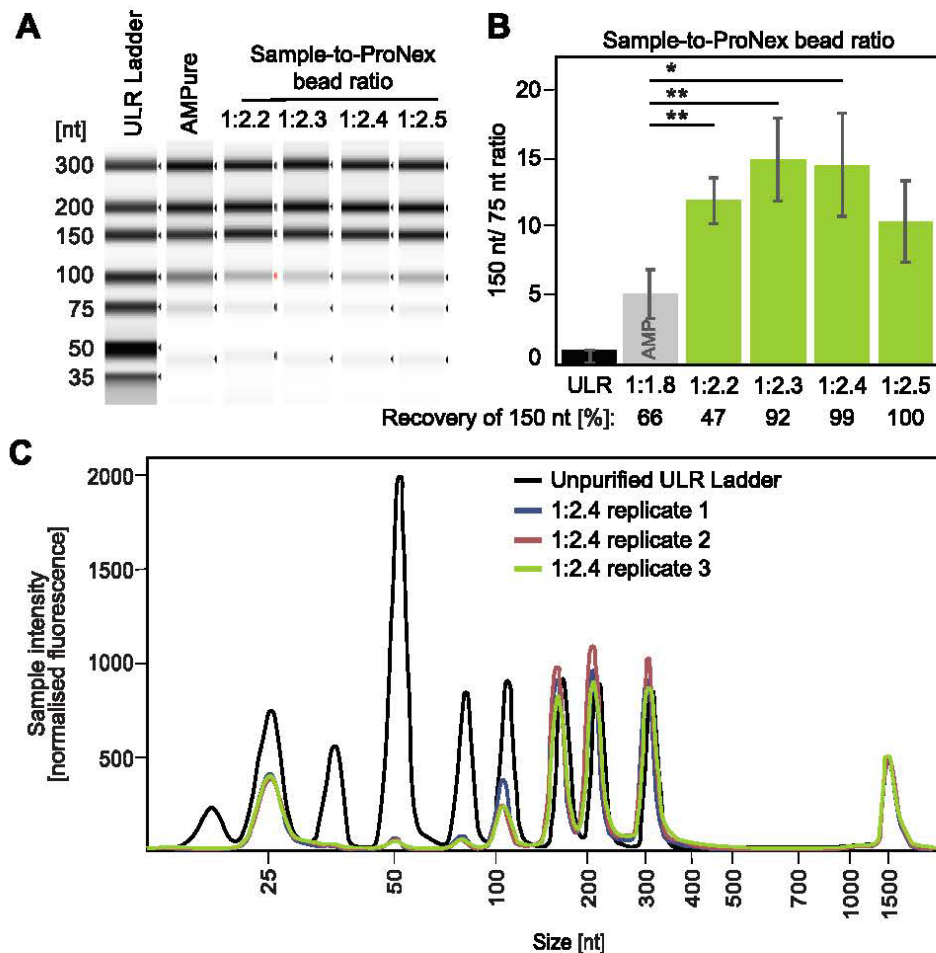 A
ULR Ladder
AMPure
Sample-to-ProNex
bead ratio
[nt]
1:2.2 1:2.3 1:2.4 1:2.5
300
200
150
100
75
50
35
B
Sample-to-ProNex bead ratio
150 nt/ 75 nt ratio
20
15
10
5
0
*
**
**
AMP
ULR 1:1.8 1:2.2 1:2.3 1:2.4 1:2.5
Recovery of 150 nt [%]: 66 47 92 99 100
C
Sample intensity
[normalised fluorescence]
2000
1500
1000
500
Unpurified ULR Ladder
1:2.4 replicate 1
1:2.4 replicate 2
1:2.4 replicate 3
25 50 100 200 300 400 500 700 1000 1500
Size [nt]